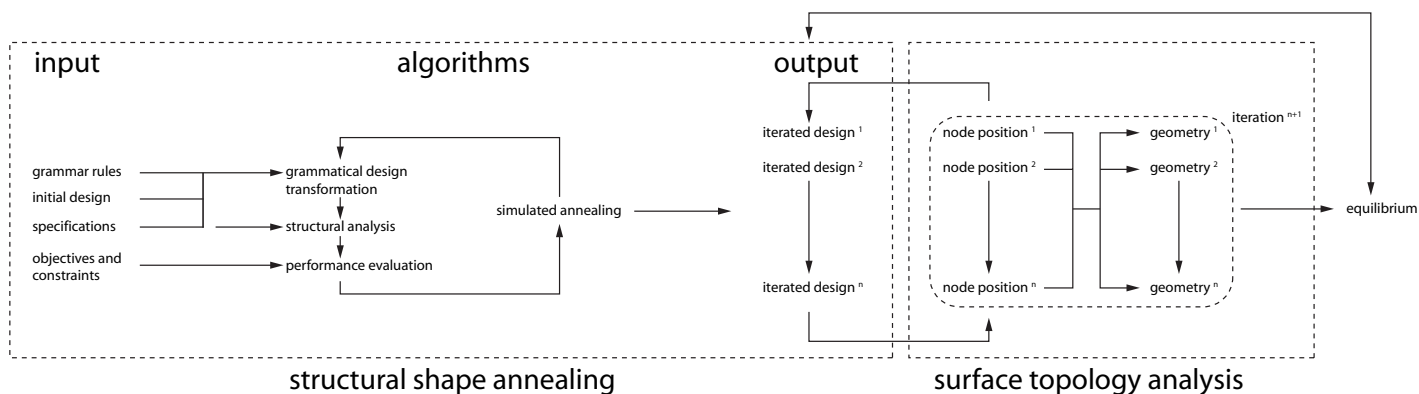 input
algorithms
output
grammar rules
initial design
specifications
objectives and
constraints
grammatical design
transformation
structural analysis
performance evaluation
simulated annealing
iterated design 1
iterated design 2
iterated design n
node position 1
node position 2
node position n
geometry 1
geometry 2
geometry n
iteration n+1
equilibrium
structural shape annealing
surface topology analysis